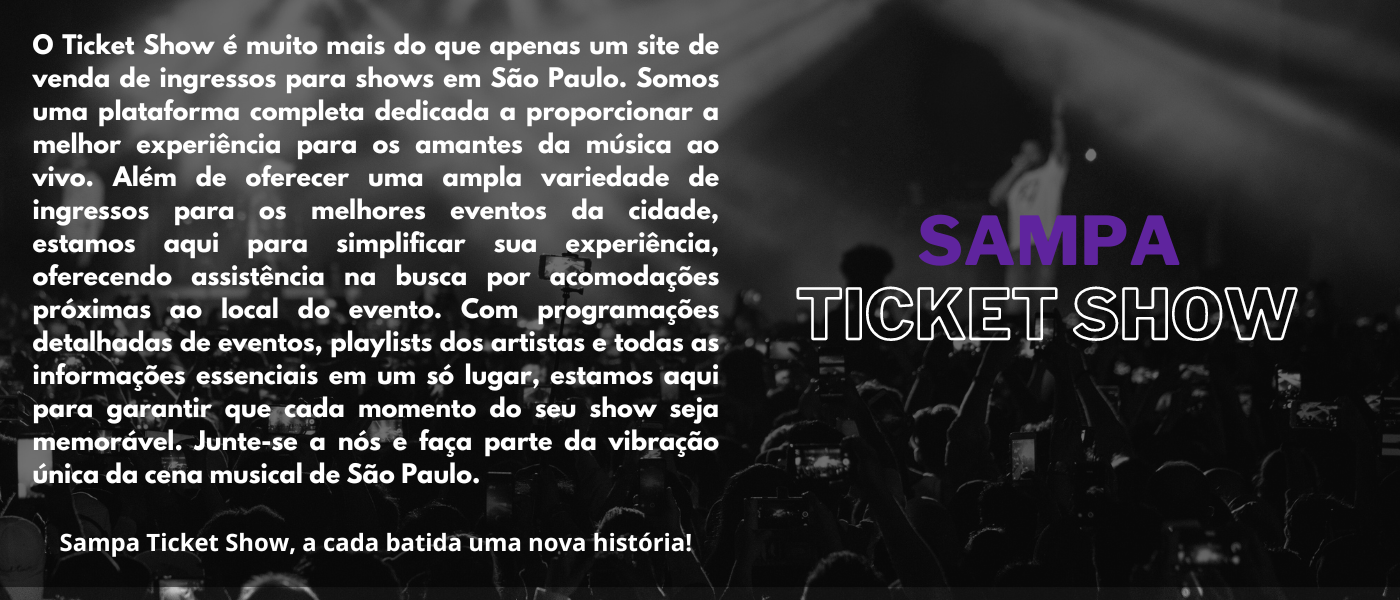 O Ticket Show é muito mais do que apenas um site de
venda de ingressos para shows em São Paulo. Somos
uma plataforma completa dedicada a proporcionar a
melhor experiência para os amantes da música ao
vivo. Além de oferecer uma ampla variedade de
ingressos para os melhores eventos da cidade,
estamos aqui para simplificar sua experiência,
oferecendo assistência na busca por acomodações
próximas ao local do evento. Com programações
detalhadas de eventos, playlists dos artistas e todas as
informações essenciais em um só lugar, estamos aqui
para garantir que cada momento do seu show seja
memorável. Junte-se a nós e faça parte da vibração
única da cena musical de São Paulo.
Sampa Ticket Show, a cada batida uma nova história!
SAMPA
TICKET SHOW